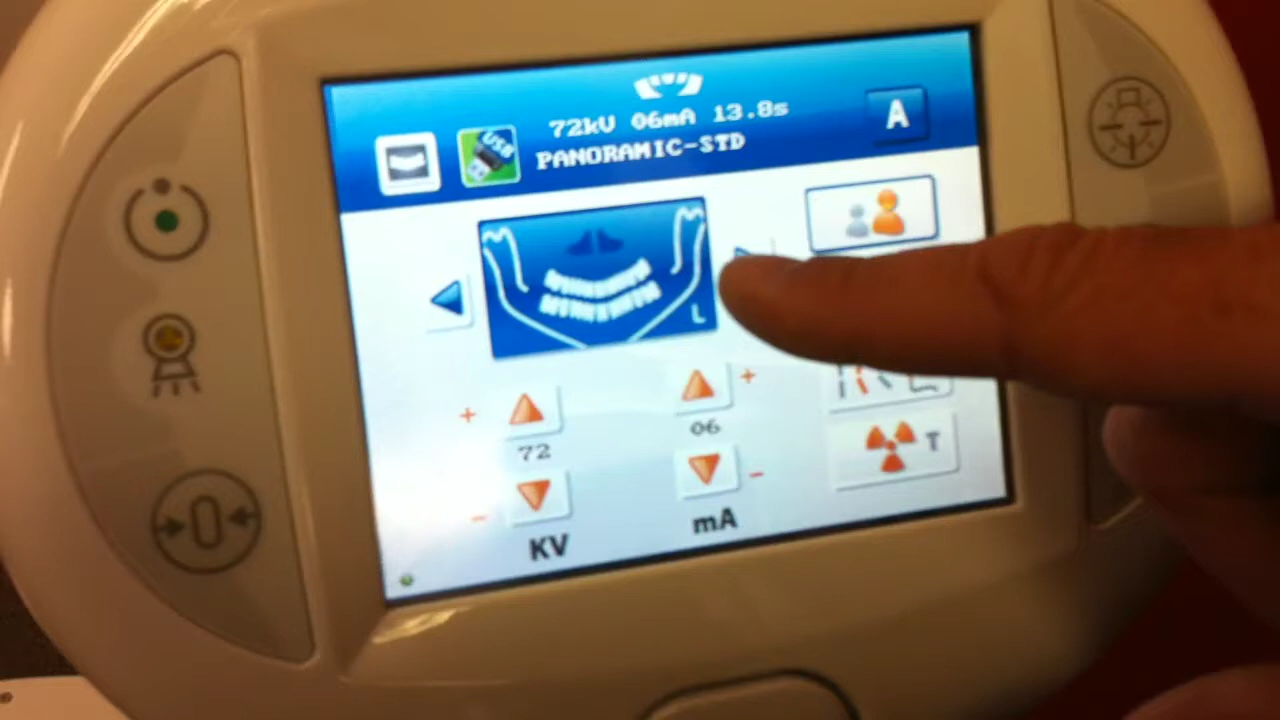 72kV 06mA 13.8s
A
USB
PANORAMIC-STD
L
+
+
06
72
T
-
-
mA
KV